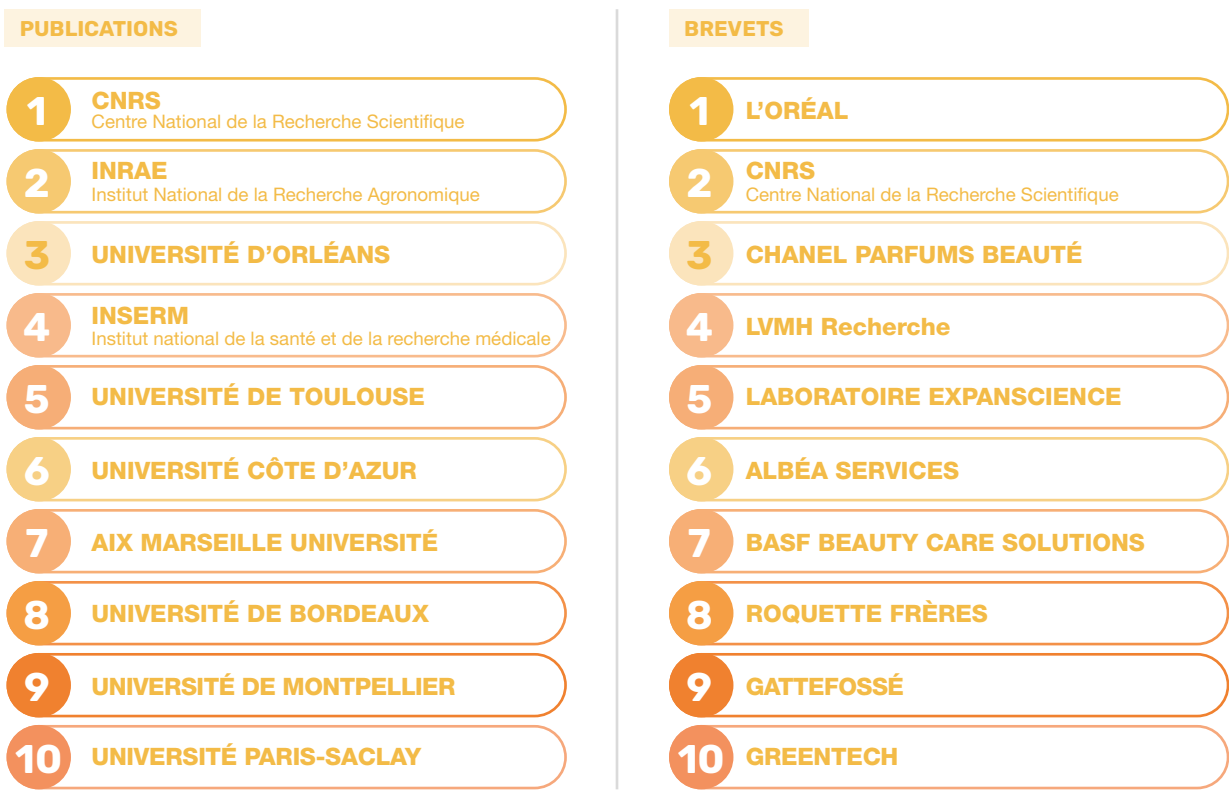 PUBLICATIONS
1
CNRS
Centre National de la Recherche Scientifique
2
INRAE
Institut National de la Recherche Agronomique
3
UNIVERSITÉ D'ORLÉANS
4
INSERM
Institut national de la santé et de la recherche médicale
5
UNIVERSITÉ DE TOULOUSE
6
UNIVERSITÉ CÔTE D'AZUR
7
AIX MARSEILLE UNIVERSITÉ
8
UNIVERSITÉ DE BORDEAUX
9
UNIVERSITÉ DE MONTPELLIER
10
UNIVERSITÉ PARIS-SACLAY
BREVETS
1
L'ORÉAL
2
CNRS
Centre National de la Recherche Scientifique
3
CHANEL PARFUMS BEAUTÉ
4
LVMH Recherche
5
LABORATOIRE EXPANSCIENCE
6
ALBÉA SERVICES
7
BASF BEAUTY CARE SOLUTIONS
8
ROQUETTE FRÈRES
9
GATTEFOSSÉ
10
GREENTECH